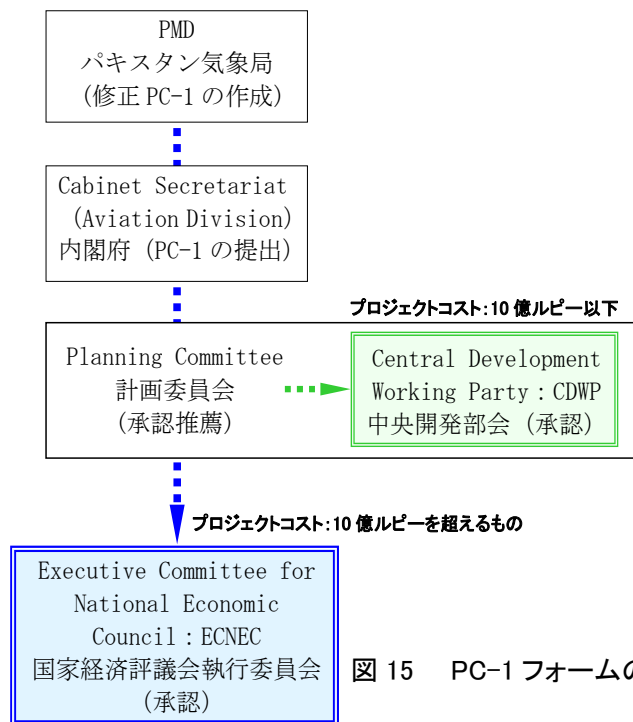 PMD
パキスタン気象局
(修正 PC-1 の作成)
Cabinet Secretariat
(Aviation Division)
内閣府 (PC-1 の提出)
プロジェクトコスト:10 億ルピー以下
Planning Committee
計画委員会
(承認推薦)
Central Development
Working Party:CDWP
中央開発部会 (承認)
プロジェクトコスト:10 億ルピーを超えるもの
Executive Committee for
National Economic
Council:ECNEC
国家経済評議会執行委員会
(承認)
図 15 PC-1 フォームの